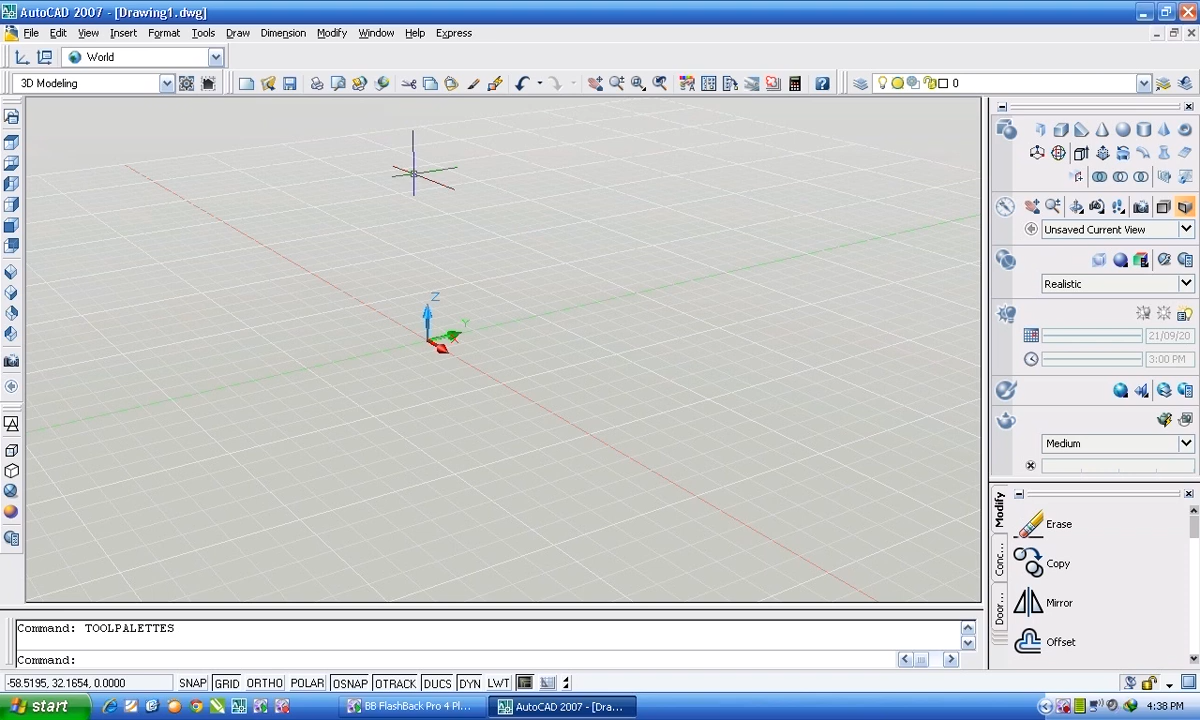 AutoCAD 2007 - [Drawing1.dwg]
File Edit View Insert Format Tools Draw Dimension Modify Window Help Express
World
3D Modeling
0
Z
Y
X
Unsaved Current View
Realistic
21/09/20
3:00 PM
Medium
Modify
Conc...
Door...
Erase
Copy
Mirror
Offset
Command: TOOLPALETTES
Command:
-58.5195, 32.1654, 0.0000 SNAP GRID ORTHO POLAR OSNAP OTRACK DUCS DYN LWT
start BB FlashBack Pro 4 Pl... AutoCAD 2007 - [Dra... 4:38 PM